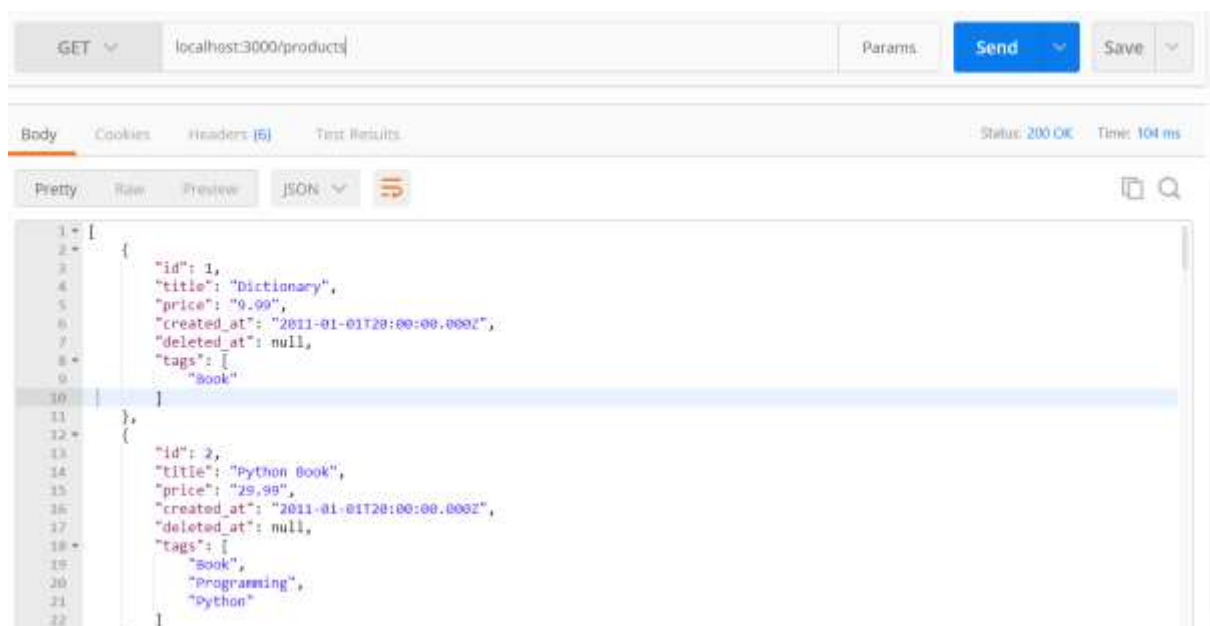 GET localhost:3000/products Params Send Save
Body Cookies Headers (6) Test Results Status: 200 OK Time: 104 ms
Pretty Raw Preview JSON
1 [
2 {
3 "id": 1,
4 "title": "Dictionary",
5 "price": "9.99",
6 "created_at": "2011-01-01T20:00:00.000Z",
7 "deleted_at": null,
8 "tags": [
9 "Book"
10 ]
11 },
12 {
13 "id": 2,
14 "title": "Python Book",
15 "price": "29.99",
16 "created_at": "2011-01-01T20:00:00.000Z",
17 "deleted_at": null,
18 "tags": [
19 "Book",
20 "Programming",
21 "Python"
22 ]